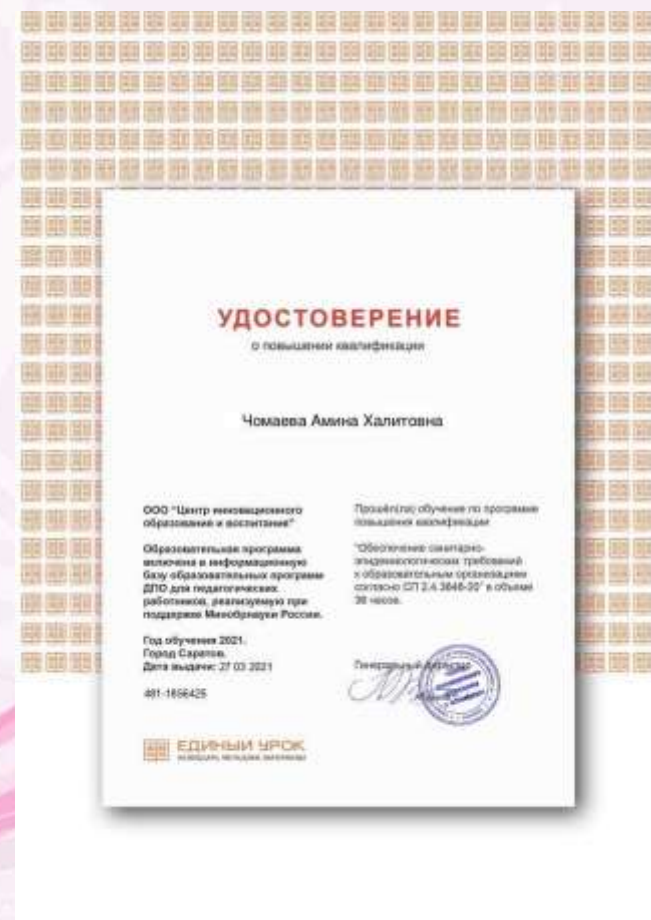 УДОСТОВЕРЕНИЕ
о повышении квалификации
Чомаева Амина Халитовна
ООО "Центр инновационного
образования и воспитания"
Образовательная программа
включена в информационную
базу образовательных программ
ДПО для педагогических
работников, реализуемую при
поддержке Минобрнауки России.
Год обучения 2021.
Город Саратов.
Дата выдачи: 27 03 2021
481-1656425
Прошёл(ла) обучение по программе
повышения квалификации
"Обеспечение санитарно-
эпидемиологических требований
к образовательным организациям
согласно СП 2.4.3648-20" в объеме
36 часов.
Генеральный директор
ЕДИНЫЙ УРОК